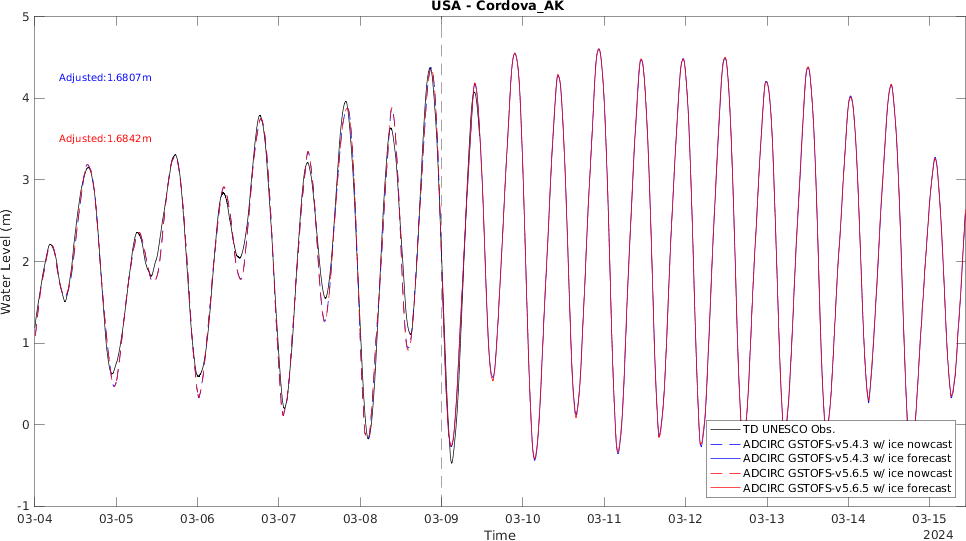 USA - Cordova_AK
5
Adjusted:1.6807m
4
Adjusted:1.6842m
3
2
1
0
-1
Water Level (m)
TD UNESCO Obs.
ADCIRC GSTOFS-v5.4.3 w/ ice nowcast
ADCIRC GSTOFS-v5.4.3 w/ ice forecast
ADCIRC GSTOFS-v5.6.5 w/ ice nowcast
ADCIRC GSTOFS-v5.6.5 w/ ice forecast
03-04 03-05 03-06 03-07 03-08 03-09 03-10 03-11 03-12 03-13 03-14 03-15
Time
2024